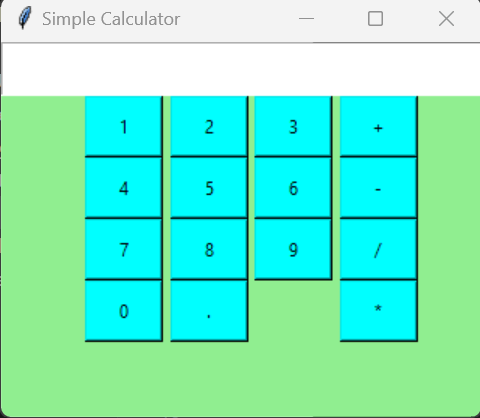 Simple Calculator
1 2 3 +
4 5 6 -
7 8 9 /
0 . *